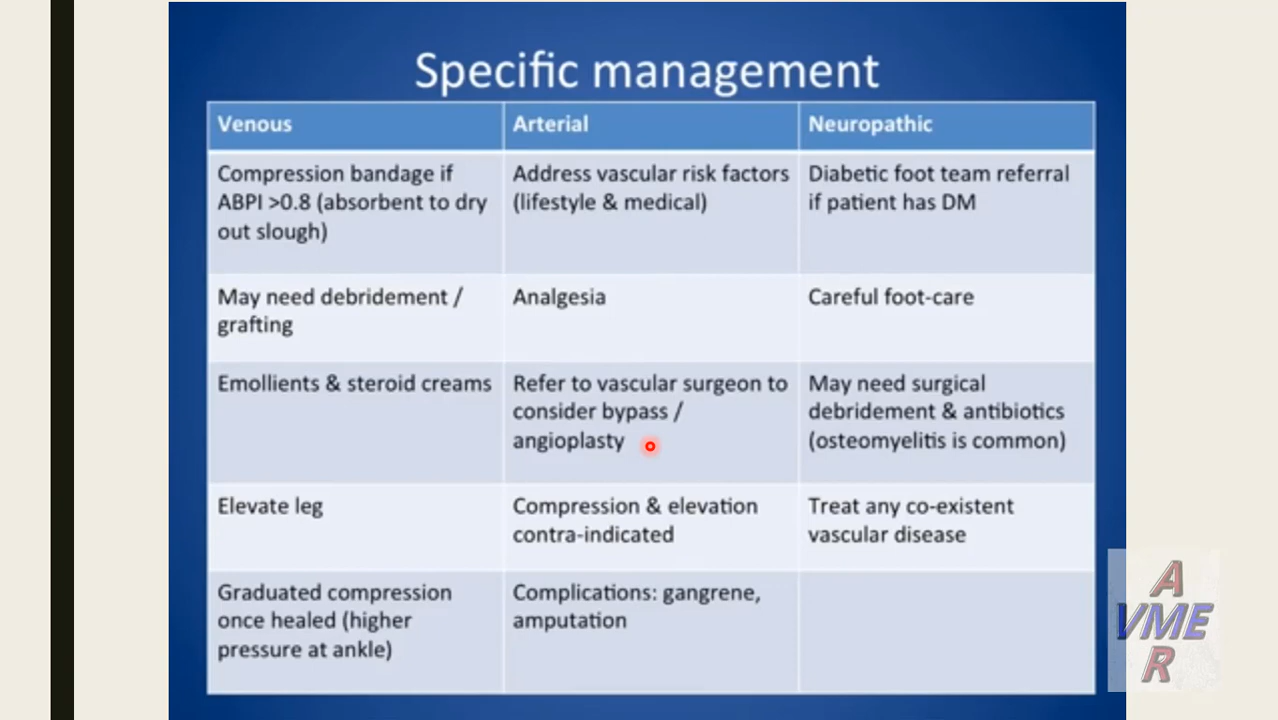 Specific management
Venous
Arterial
Neuropathic
Compression bandage if
ABPI >0.8 (absorbent to dry
out slough)
Address vascular risk factors
(lifestyle & medical)
Diabetic foot team referral
if patient has DM
May need debridement /
grafting
Analgesia
Careful foot-care
Emollients & steroid creams
Refer to vascular surgeon to
consider bypass /
angioplasty
May need surgical
debridement & antibiotics
(osteomyelitis is common)
Elevate leg
Compression & elevation
contra-indicated
Treat any co-existent
vascular disease
Graduated compression
once healed (higher
pressure at ankle)
Complications: gangrene,
amputation
A
VMER
R